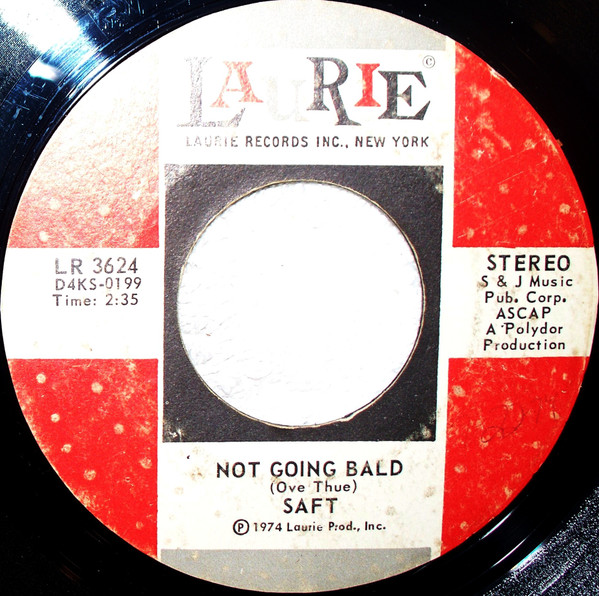 LAURIE ©
LAURIE RECORDS INC., NEW YORK
LR 3624
D4KS-0199
Time: 2:35
STEREO
S & J Music
Pub. Corp.
ASCAP
A Polydor
Production
NOT GOING BALD
(Ove Thue)
SAFT
℗ 1974 Laurie Prod., Inc.